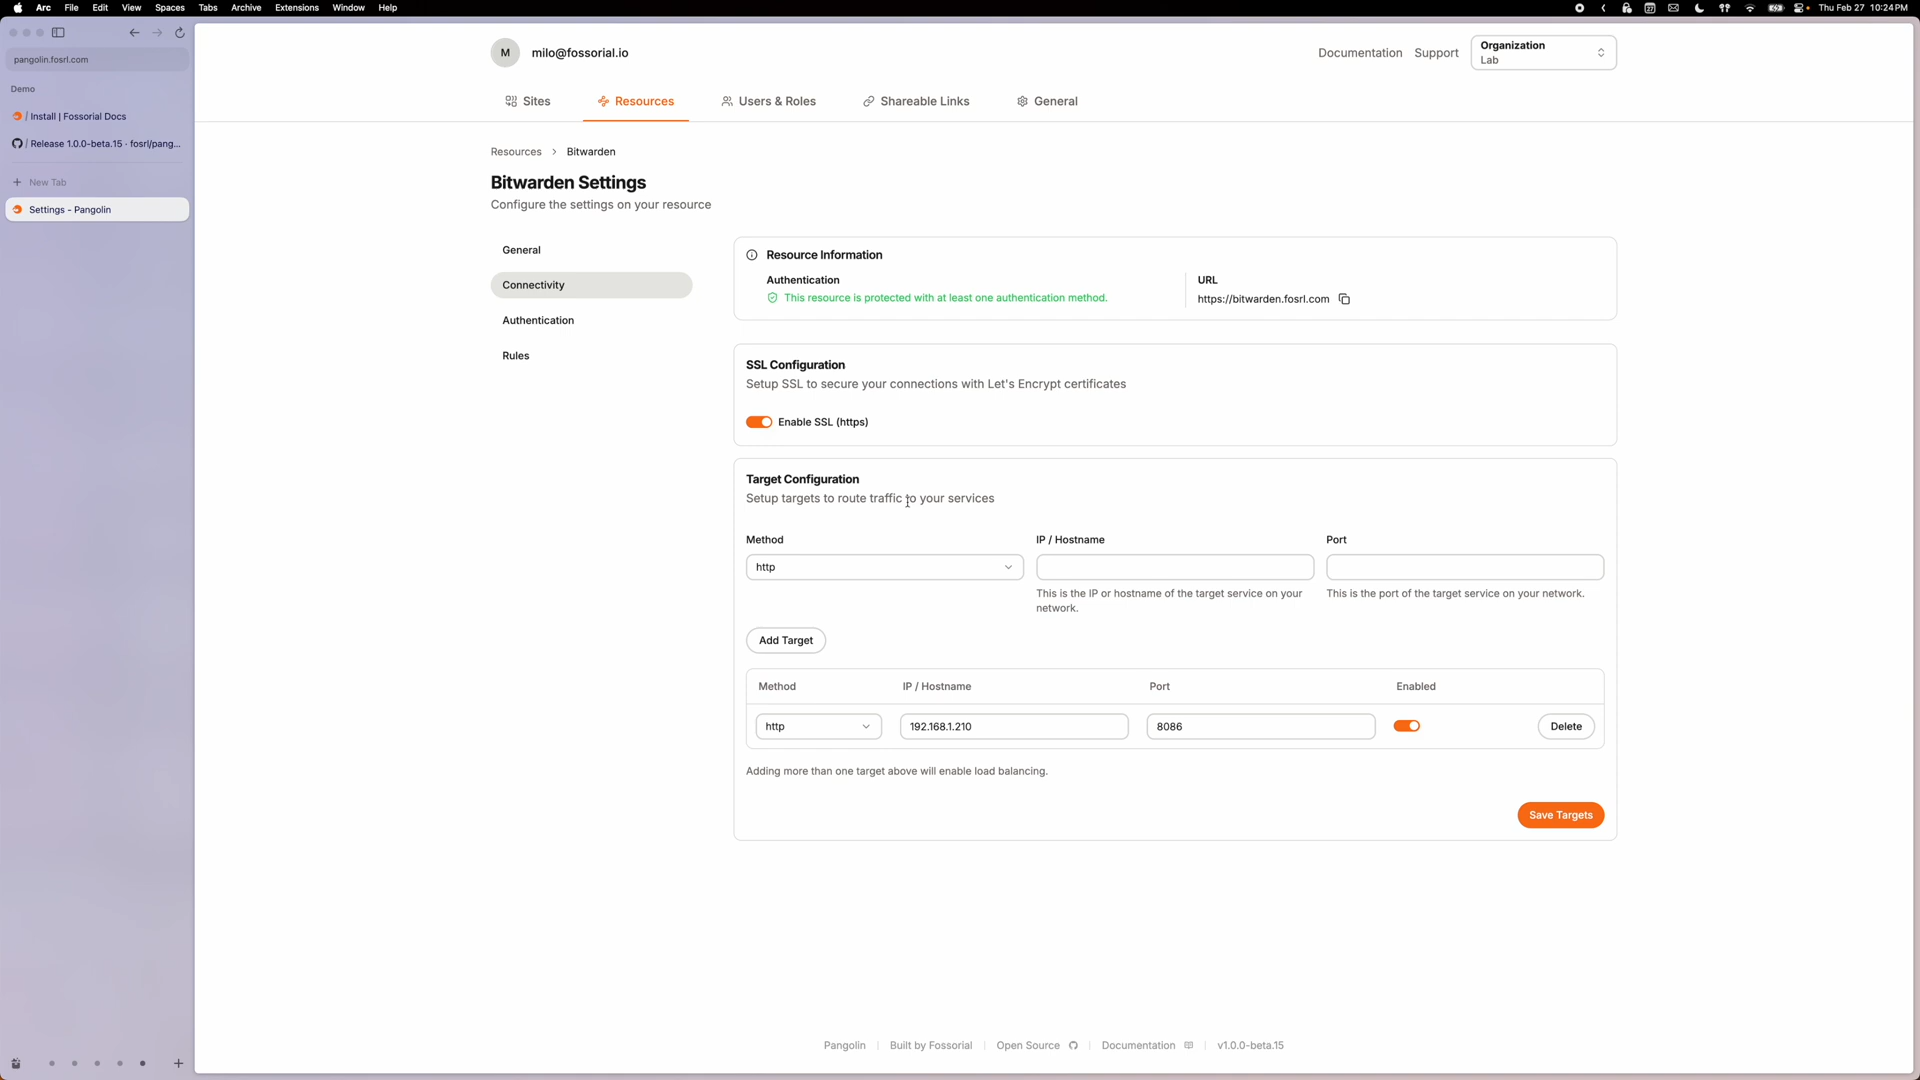 Arc File Edit View Spaces Tabs Archive Extensions Window Help
27
Thu Feb 27 10:24 PM
pangolin.fosrl.com
Demo
/ Install | Fossorial Docs
/ Release 1.0.0-beta.15 · fosrl/pang...
+ New Tab
Settings - Pangolin
M milo@fossorial.io
Documentation Support
Organization
Lab
Sites
Resources
Users & Roles
Shareable Links
General
Resources > Bitwarden
Bitwarden Settings
Configure the settings on your resource
General
Connectivity
Authentication
Rules
Resource Information
Authentication
This resource is protected with at least one authentication method.
URL
https://bitwarden.fosrl.com
SSL Configuration
Setup SSL to secure your connections with Let's Encrypt certificates
Enable SSL (https)
Target Configuration
Setup targets to route traffic to your services
Method
IP / Hostname
Port
http
This is the IP or hostname of the target service on your
network.
This is the port of the target service on your network.
Add Target
Method IP / Hostname Port Enabled
http 192.168.1.210 8086 Delete
Adding more than one target above will enable load balancing.
Save Targets
Pangolin | Built by Fossorial | Open Source | Documentation | v1.0.0-beta.15